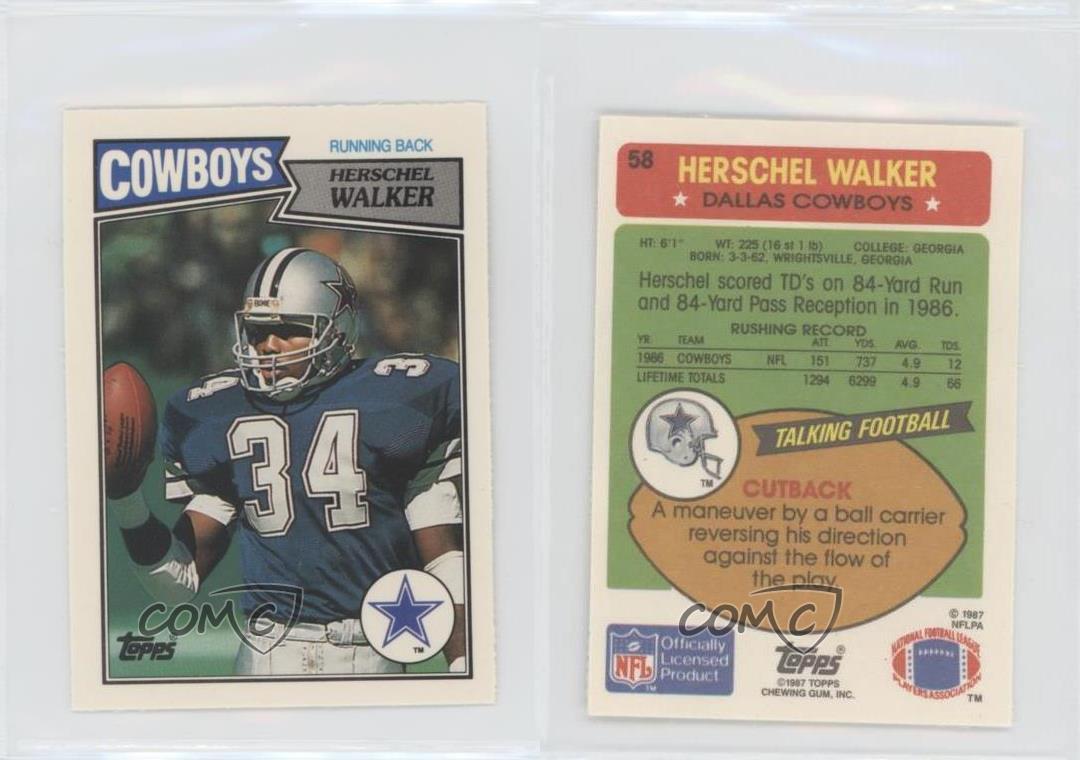 COWBOYS
RUNNING BACK
HERSCHEL
WALKER
BIKE
34
34
34
Topps®
TM
COMC
58 HERSCHEL WALKER
DALLAS COWBOYS
HT: 6'1" WT: 225 (16 st 1 lb) COLLEGE: GEORGIA
BORN: 3-3-62, WRIGHTSVILLE, GEORGIA
Herschel scored TD's on 84-Yard Run
and 84-Yard Pass Reception in 1986.
RUSHING RECORD
YR. TEAM ATT. YDS. AVG. TDS.
1986 COWBOYS NFL 151 737 4.9 12
LIFETIME TOTALS 1294 6299 4.9 66
TALKING FOOTBALL
TM
CUTBACK
A maneuver by a ball carrier
reversing his direction
against the flow of
the play.
COMC
© 1987
NFLPA
NFL
TM
Officially
Licensed
Product
Topps®
©1987 TOPPS
CHEWING GUM, INC.
NATIONAL FOOTBALL LEAGUE
PLAYERS ASSOCIATION
TM